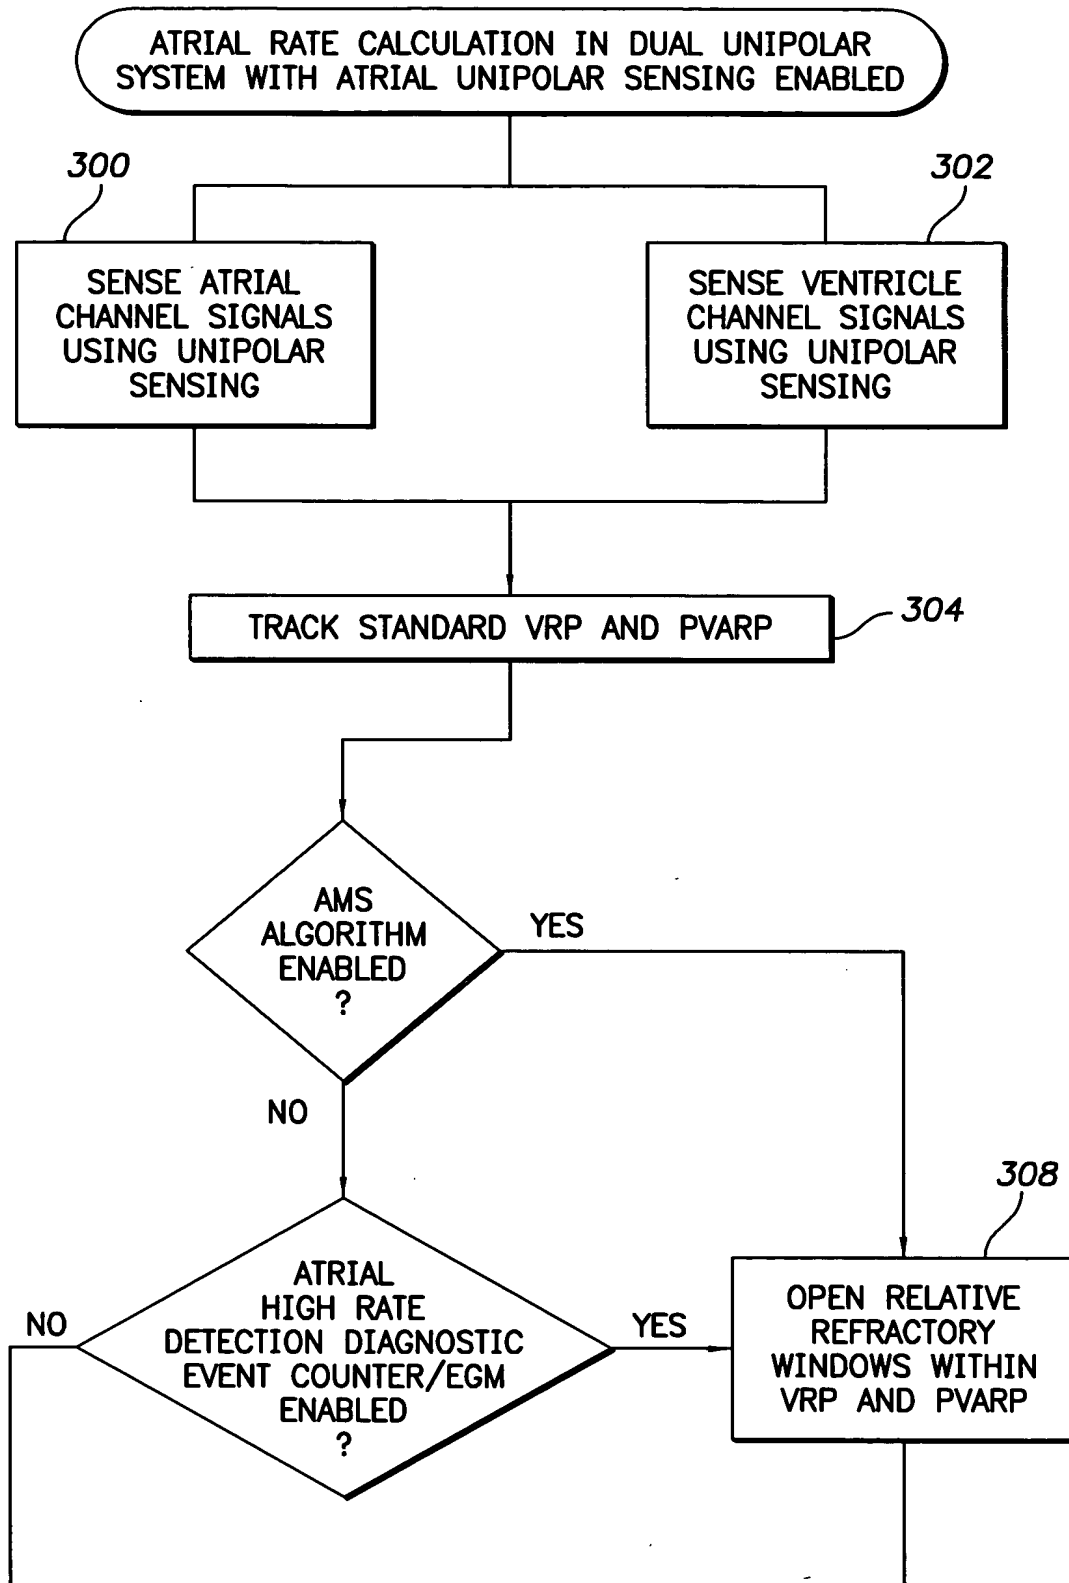 ATRIAL RATE CALCULATION IN DUAL UNIPOLAR
SYSTEM WITH ATRIAL UNIPOLAR SENSING ENABLED
300
302
SENSE ATRIAL
CHANNEL SIGNALS
USING UNIPOLAR
SENSING
SENSE VENTRICLE
CHANNEL SIGNALS
USING UNIPOLAR
SENSING
TRACK STANDARD VRP AND PVARP
304
AMS
ALGORITHM
ENABLED
?
YES
NO
308
ATRIAL
HIGH RATE
DETECTION DIAGNOSTIC
EVENT COUNTER/EGM
ENABLED
?
NO
YES
OPEN RELATIVE
REFRACTORY
WINDOWS WITHIN
VRP AND PVARP